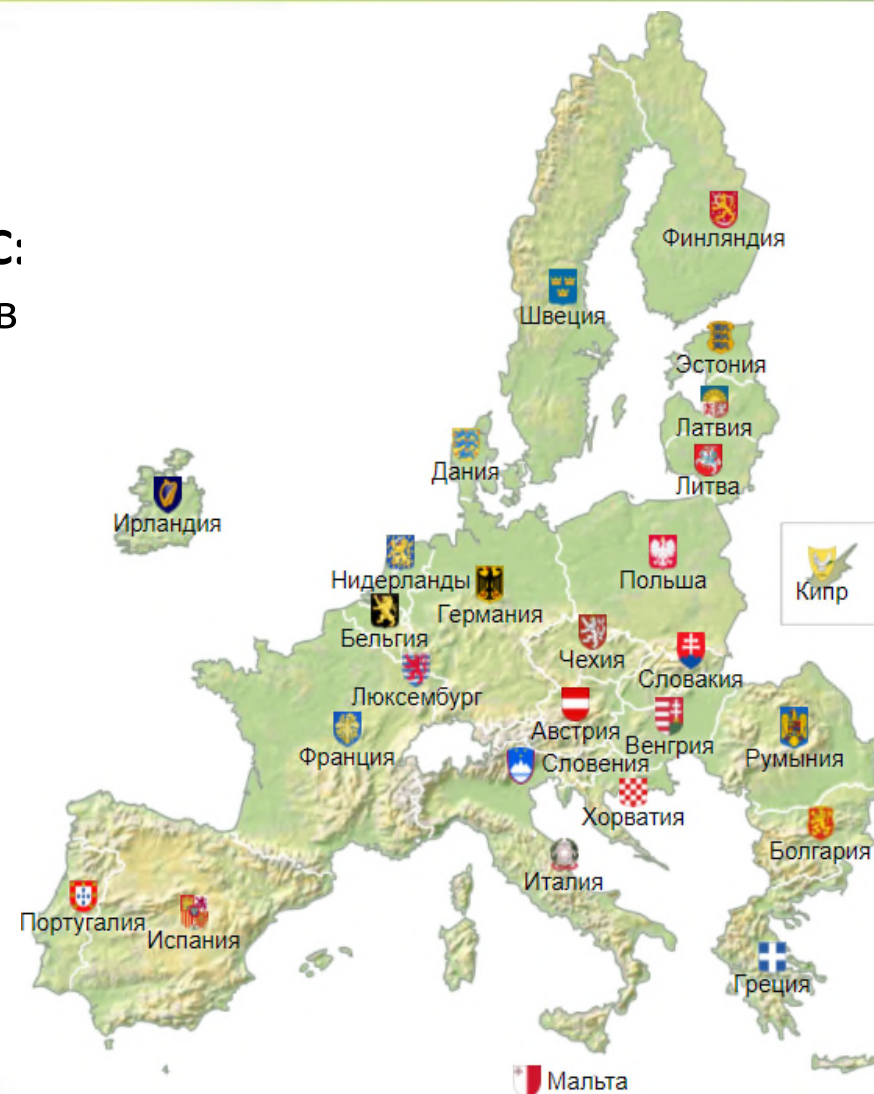 С:
в
Финляндия
Швеция
Эстония
Латвия
Дания
Литва
Ирландия
Нидерланды
Польша
Кипр
Германия
Бельгия
Чехия
Словакия
Люксембург
Австрия
Венгрия
Франция
Словения
Румыния
Хорватия
Болгария
Италия
Португалия
Испания
Греция
Мальта